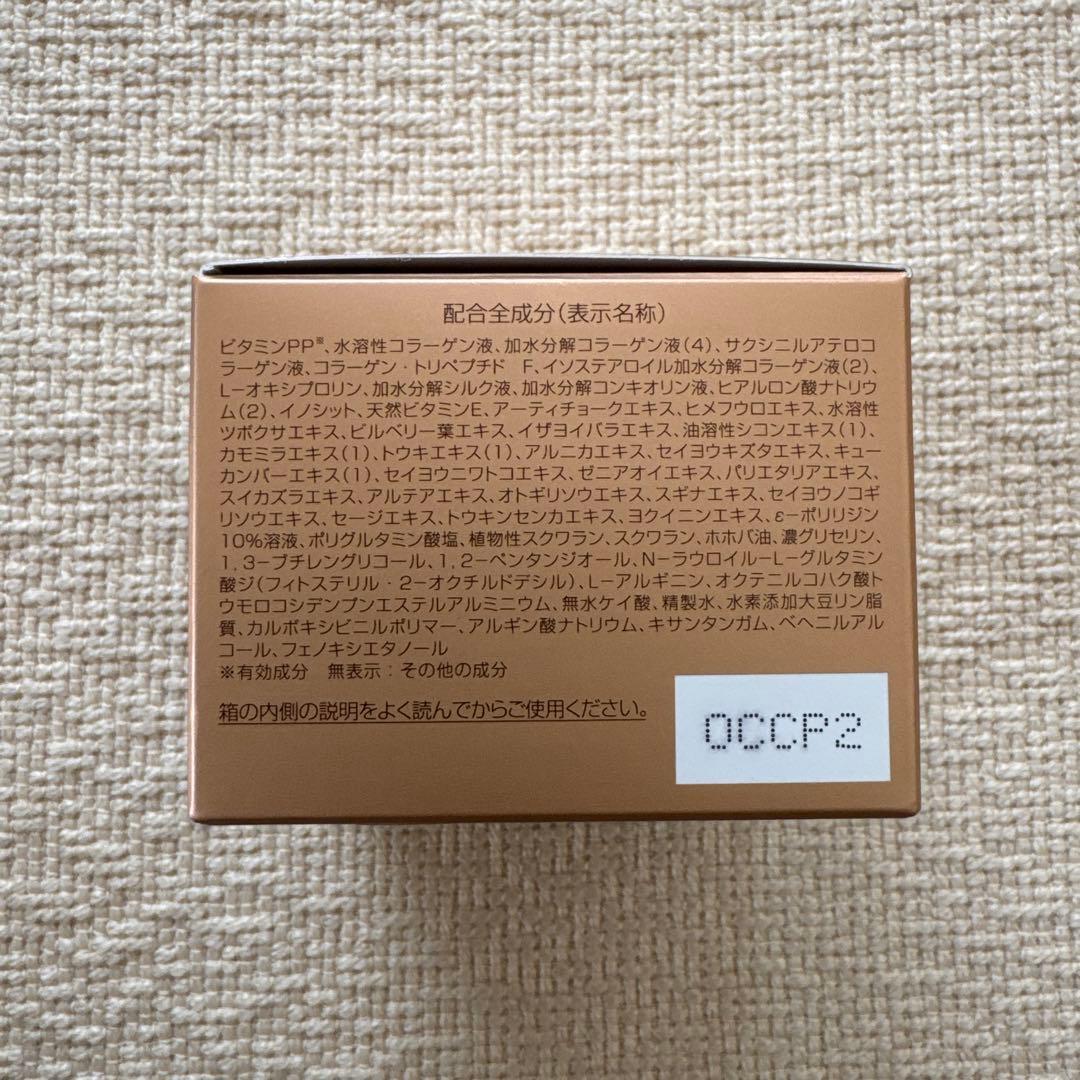 配合全成分(表示名称)
ビタミンPP※、水溶性コラーゲン液、加水分解コラーゲン液(4)、サクシニルアテロコ
ラーゲン液、コラーゲン・トリペプチド F、イソステアロイル加水分解コラーゲン液(2)、
L-オキシプロリン、加水分解シルク液、加水分解コンキオリン液、ヒアルロン酸ナトリウ
ム(2)、イノシット、天然ビタミンE、アーティチョークエキス、ヒメフウロエキス、水溶性
ツボクサエキス、ビルベリー葉エキス、イザヨイバラエキス、油溶性シコンエキス(1)、
カモミラエキス(1)、トウキエキス(1)、アルニカエキス、セイヨウキズタエキス、キュー
カンバーエキス(1)、セイヨウニワトコエキス、ゼニアオイエキス、パリエタリアエキス、
スイカズラエキス、アルテアエキス、オトギリソウエキス、スギナエキス、セイヨウノコギ
リソウエキス、セージエキス、トウキンセンカエキス、ヨクイニンエキス、ε-ポリリジン
10%溶液、ポリグルタミン酸塩、植物性スクワラン、スクワラン、ホホバ油、濃グリセリン、
1,3-ブチレングリコール、1,2-ペンタンジオール、N-ラウロイル-L-グルタミン
酸ジ(フィトステリル・2-オクチルドデシル)、L-アルギニン、オクテニルコハク酸ト
ウモロコシデンプンエステルアルミニウム、無水ケイ酸、精製水、水素添加大豆リン脂
質、カルボキシビニルポリマー、アルギン酸ナトリウム、キサンタンガム、ベヘニルアル
コール、フェノキシエタノール
※有効成分 無表示：その他の成分
箱の内側の説明をよく読んでからご使用ください。
OCCP2